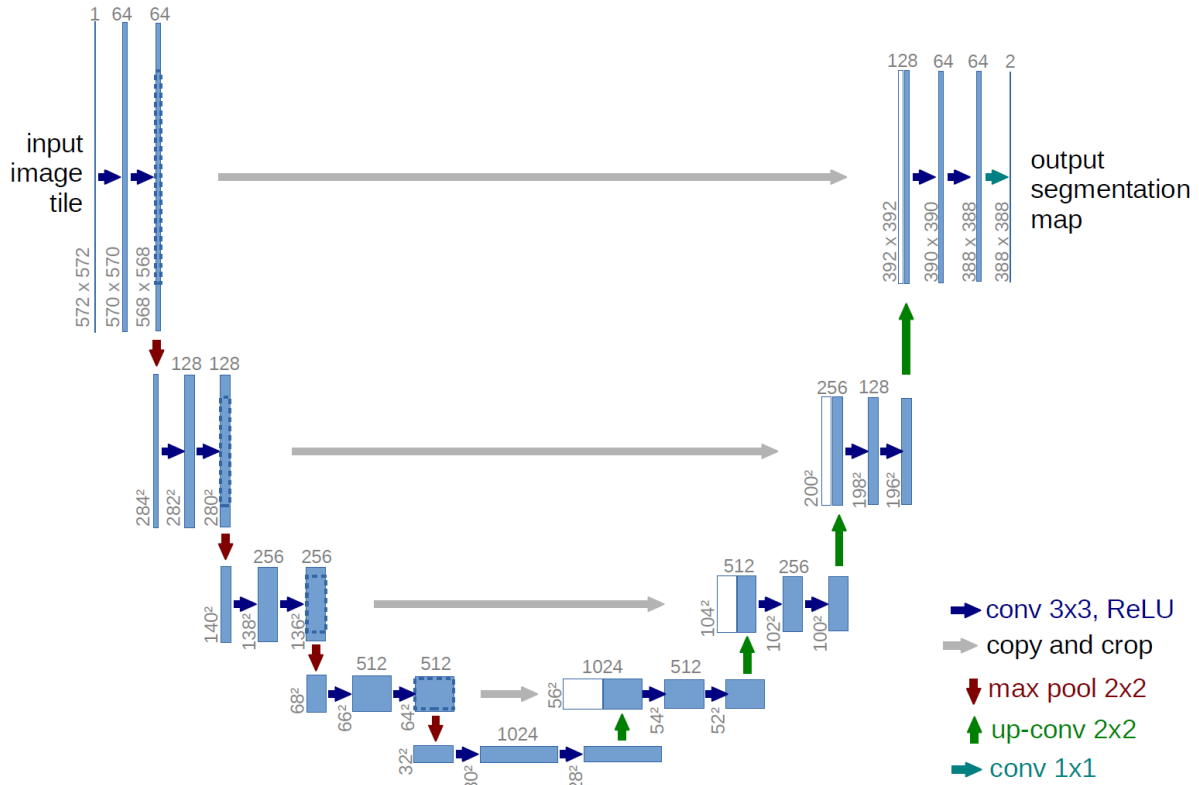 1 64 64
input
image
tile
572 x 572
570 x 570
568 x 568
128 64 64 2
output
segmentation
map
392 x 392
390 x 390
388 x 388
388 x 388
128 128
284²
282²
280²
256 128
200²
198²
196²
256 256
140²
138²
136²
512 256
104²
102²
100²
512 512
68²
66²
64²
1024 512
56²
54²
52²
1024
32²
30²
28²
conv 3x3, ReLU
copy and crop
max pool 2x2
up-conv 2x2
conv 1x1